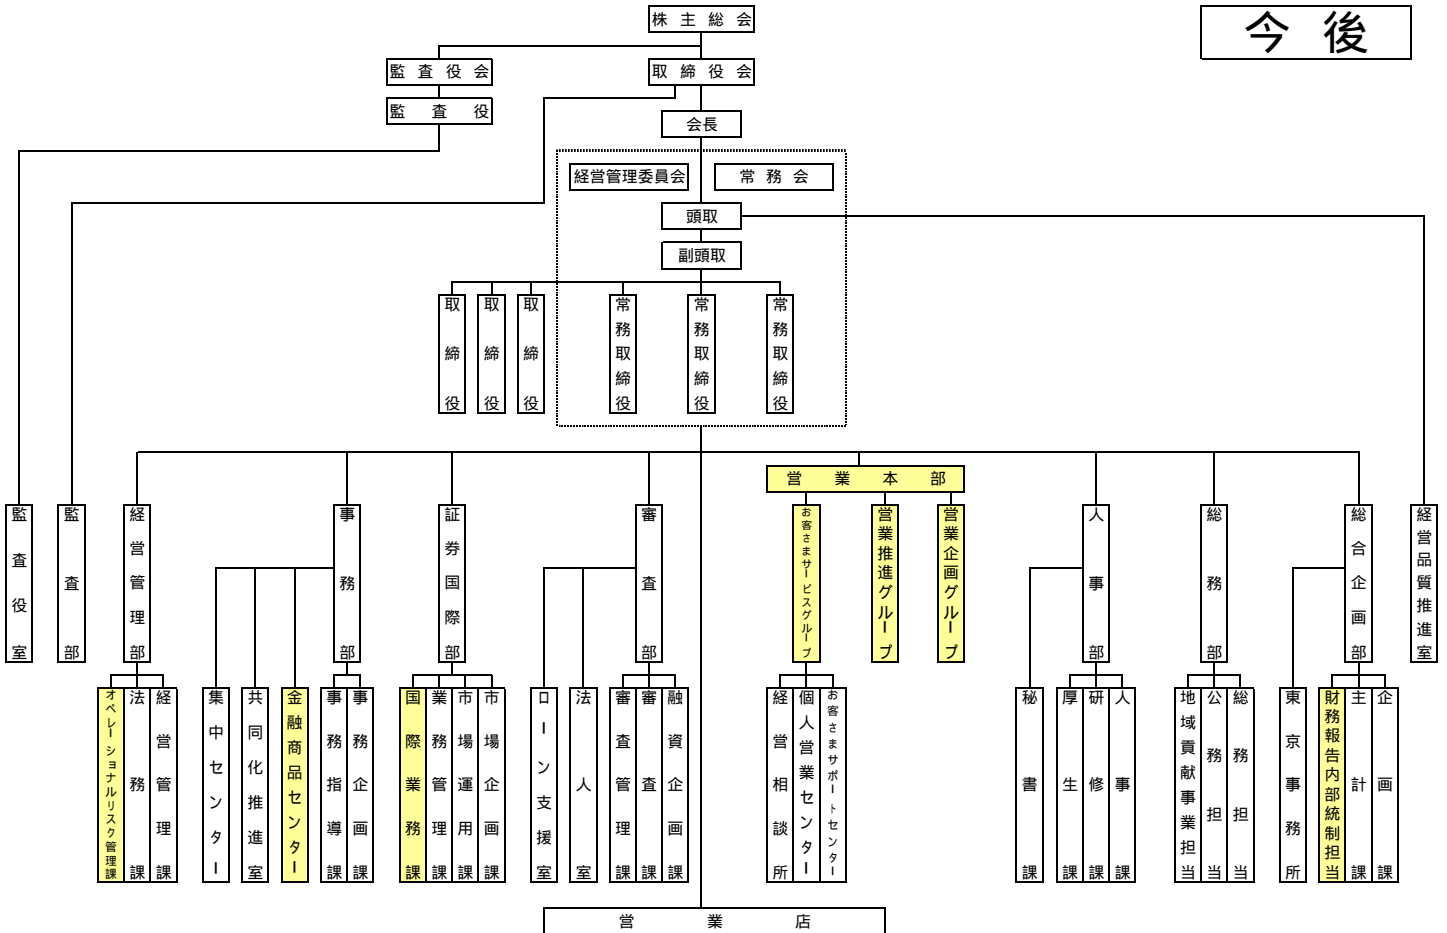 株主総会
今後
監査役会
取締役会
監査役
会長
経営管理委員会
常務会
頭取
副頭取
取締役
取締役
取締役
常務取締役
常務取締役
常務取締役
営業本部
監査役室
監査部
経営管理部
事務部
証券国際部
審査部
お客さまサービスグループ
営業推進グループ
営業企画グループ
人事部
総務部
総合企画部
経営品質推進室
オペレーショナルリスク管理課
法務課
経営管理課
集中センター
共同化推進室
金融商品センター
事務指導課
事務企画課
国際業務課
業務管理課
市場運用課
市場企画課
ローン支援室
法人室
審査管理課
審査課
融資企画課
経営相談所
個人営業センター
お客さまサポートセンター
秘書課
厚生課
研修課
人事課
地域貢献事業担当
公務担当
総務担当
東京事務所
財務報告内部統制担当
主計課
企画課
営業店